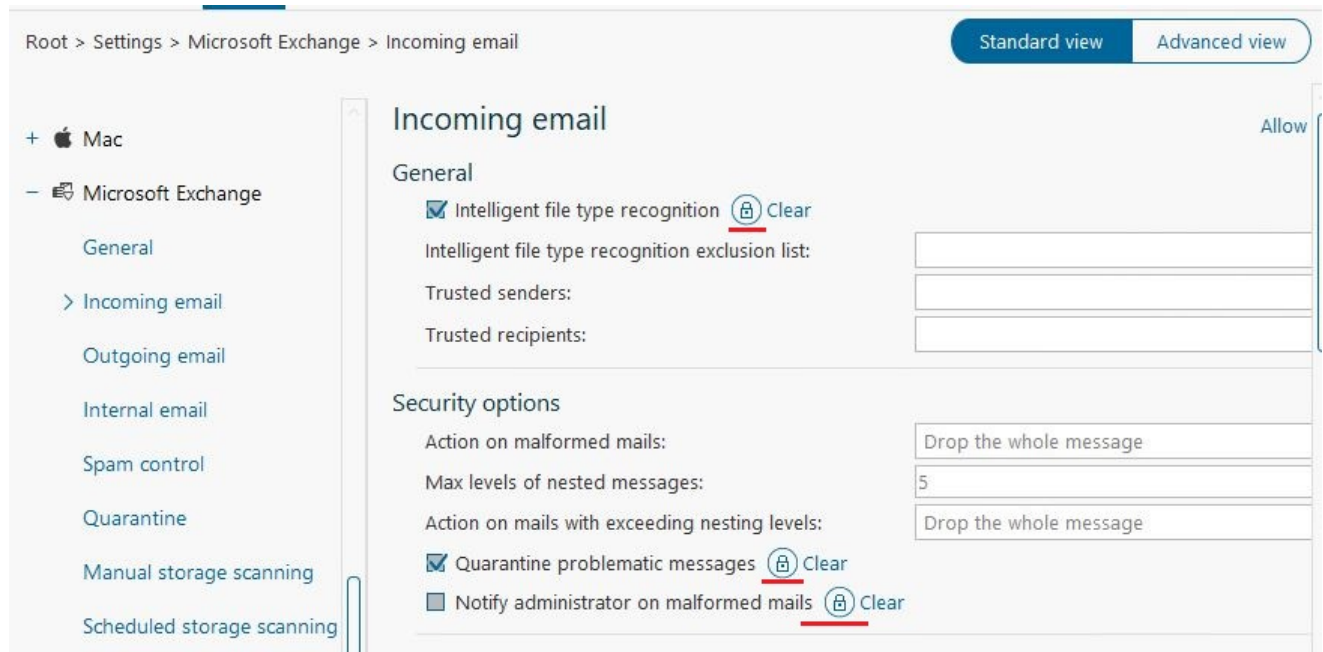 Root > Settings > Microsoft Exchange > Incoming email
Standard view
Advanced view
+ Mac
− Microsoft Exchange
General
> Incoming email
Outgoing email
Internal email
Spam control
Quarantine
Manual storage scanning
Scheduled storage scanning
Incoming email
Allow
General
Intelligent file type recognition Clear
Intelligent file type recognition exclusion list:
Trusted senders:
Trusted recipients:
Security options
Action on malformed mails: Drop the whole message
Max levels of nested messages: 5
Action on mails with exceeding nesting levels: Drop the whole message
Quarantine problematic messages Clear
Notify administrator on malformed mails Clear